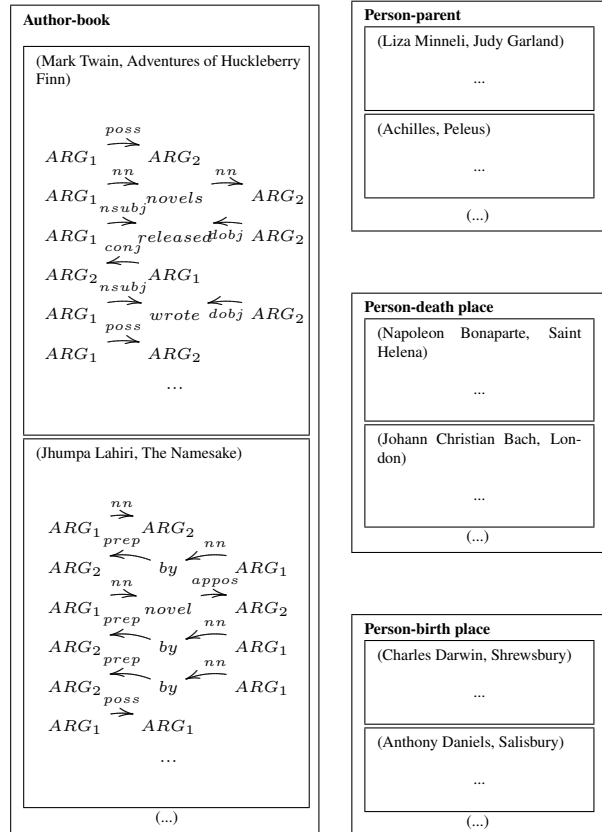 Author-book
(Mark Twain, Adventures of Huckleberry
Finn)
poss
ARG1 ARG2
nn nn
ARG1 novels ARG2
nsubj
ARG1 released dobj ARG2
conj
ARG2 ARG1
nsubj
ARG1 wrote dobj ARG2
poss
ARG1 ARG2
...
(Jhumpa Lahiri, The Namesake)
nn
ARG1 ARG2
prep nn
ARG2 by ARG1
nn appos
ARG1 novel ARG2
prep nn
ARG2 by ARG1
prep nn
ARG2 by ARG1
poss
ARG1 ARG1
...
(...)
Person-parent
(Liza Minneli, Judy Garland)
...
(Achilles, Peleus)
...
(...)
Person-death place
(Napoleon Bonaparte, Saint
Helena)
...
(Johann Christian Bach, Lon-
don)
...
(...)
Person-birth place
(Charles Darwin, Shrewsbury)
...
(Anthony Daniels, Salisbury)
...
(...)